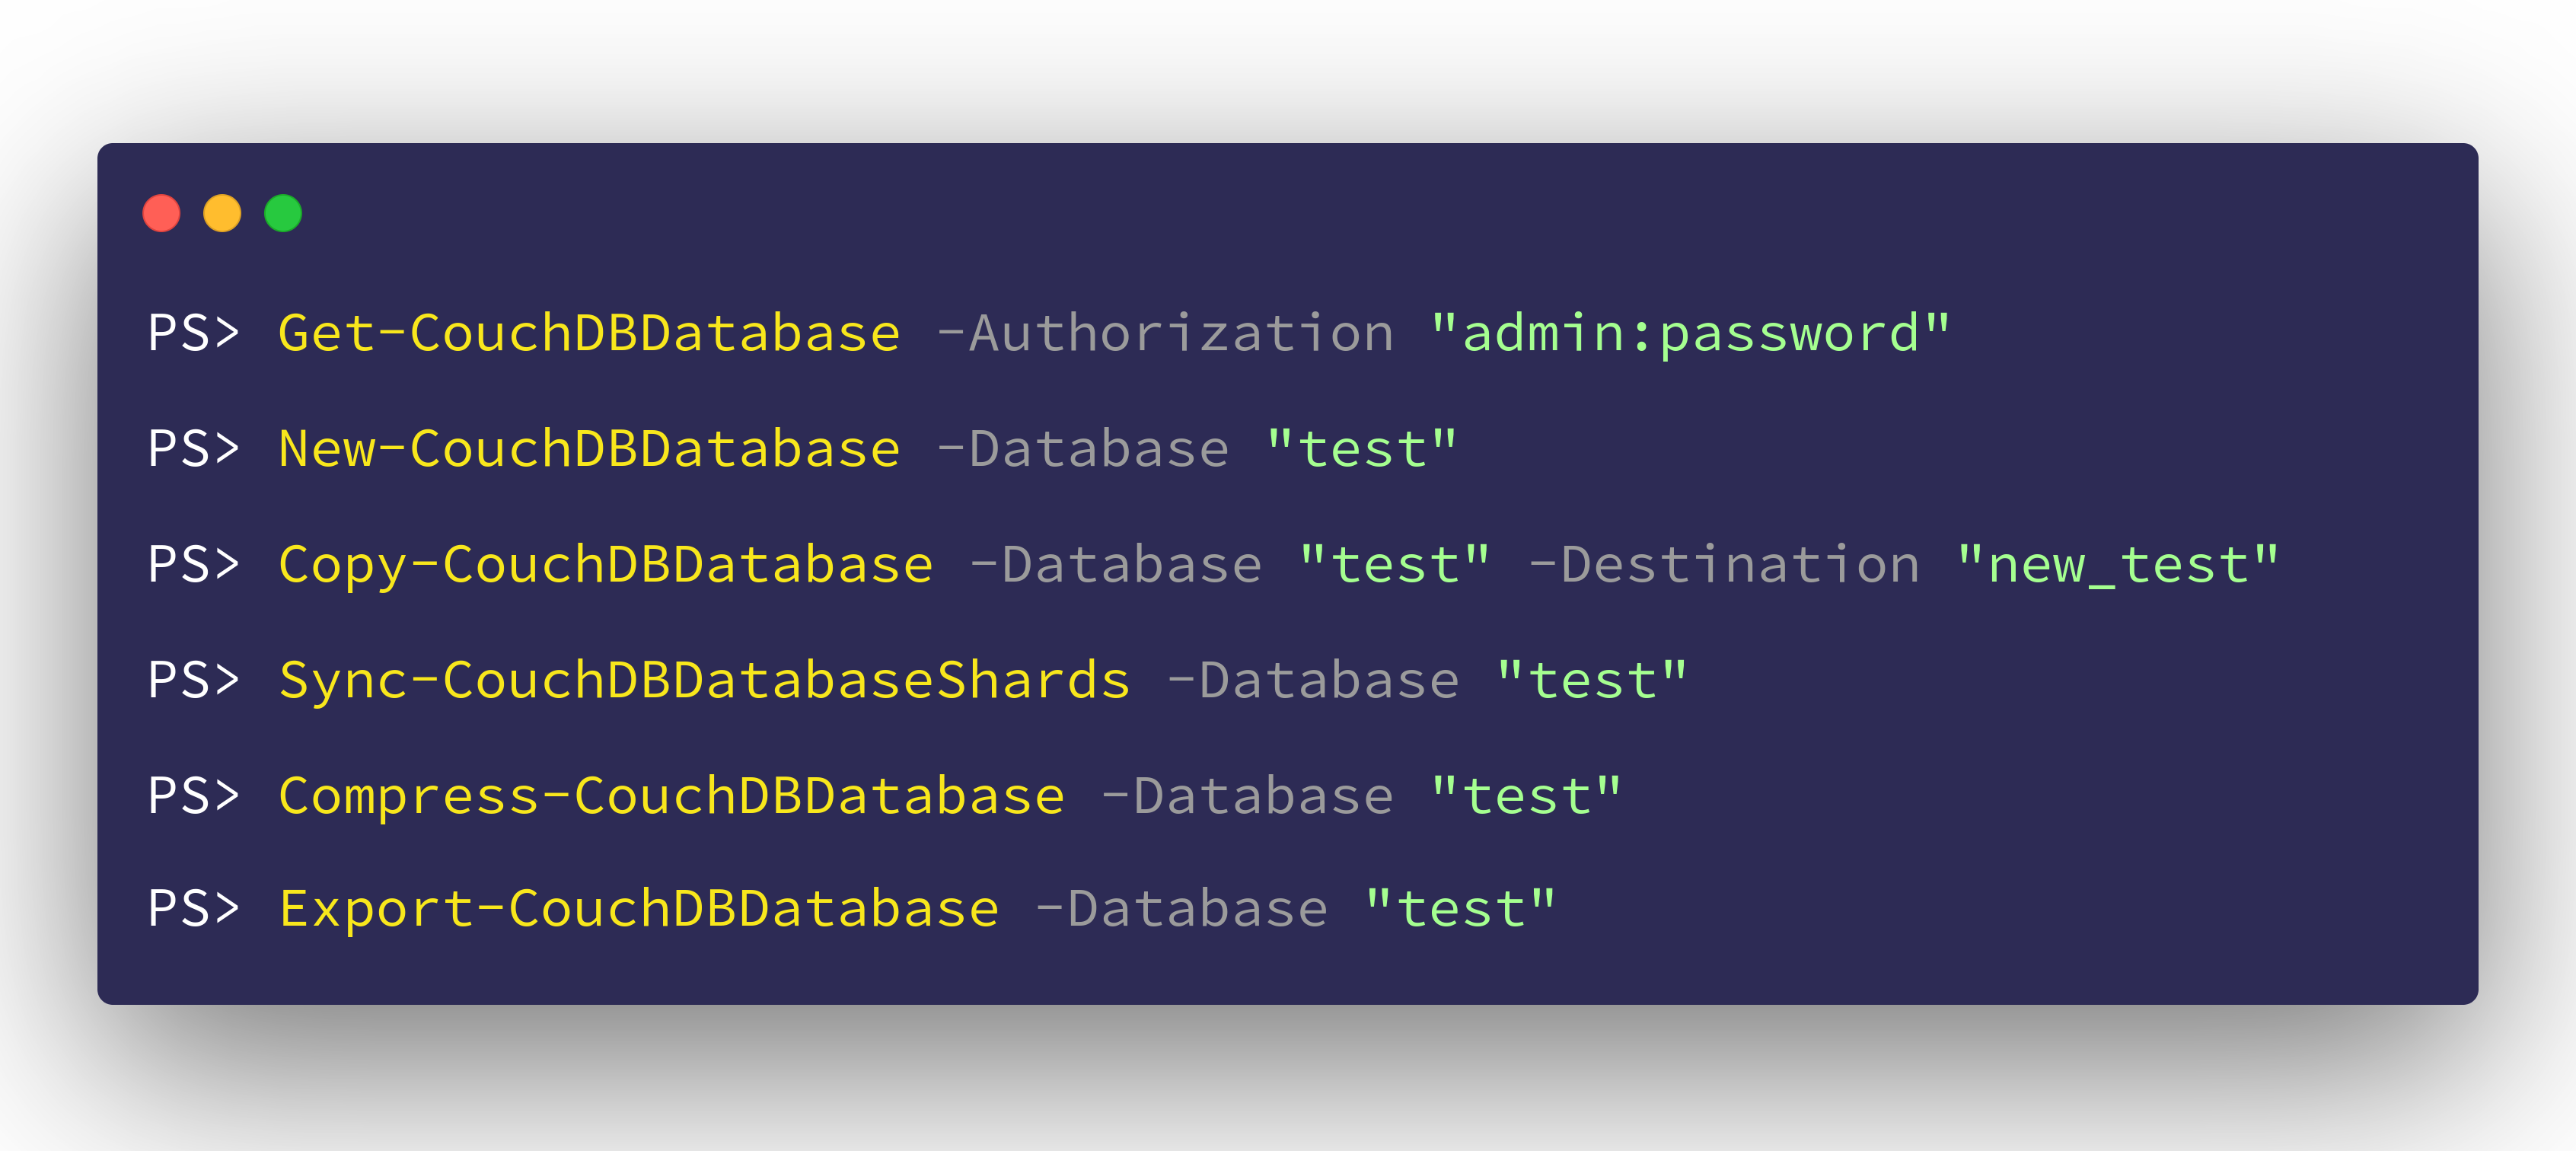 PS> Get-CouchDBDatabase -Authorization "admin:password"
PS> New-CouchDBDatabase -Database "test"
PS> Copy-CouchDBDatabase -Database "test" -Destination "new_test"
PS> Sync-CouchDBDatabaseShards -Database "test"
PS> Compress-CouchDBDatabase -Database "test"
PS> Export-CouchDBDatabase -Database "test"